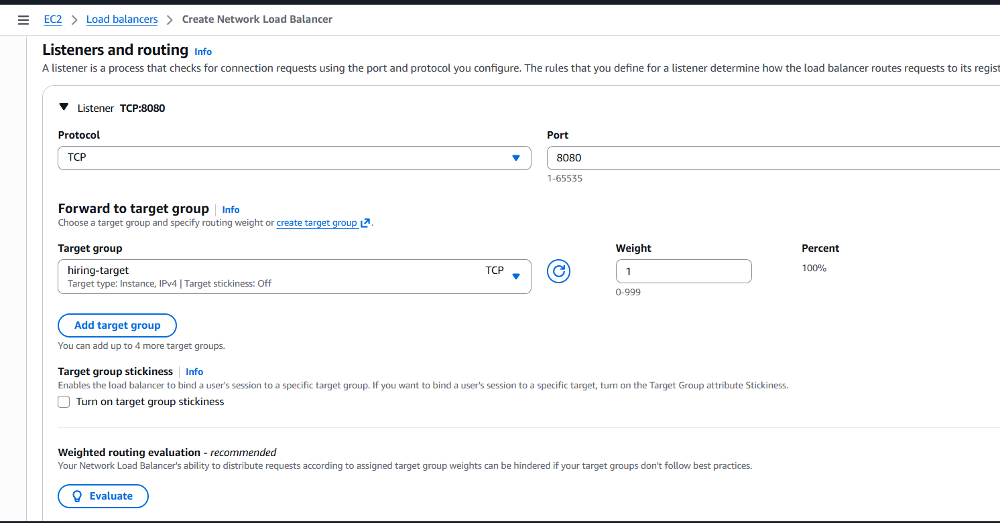 EC2 > Load balancers > Create Network Load Balancer
Listeners and routing Info
A listener is a process that checks for connection requests using the port and protocol you configure. The rules that you define for a listener determine how the load balancer routes requests to its regist
Listener TCP:8080
Protocol Port
TCP 8080
1-65535
Forward to target group Info
Choose a target group and specify routing weight or create target group.
Target group Weight Percent
hiring-target TCP 1 100%
Target type: Instance, IPv4 | Target stickiness: Off
0-999
Add target group
You can add up to 4 more target groups.
Target group stickiness Info
Enables the load balancer to bind a user's session to a specific target group. If you want to bind a user's session to a specific target, turn on the Target Group attribute Stickiness.
Turn on target group stickiness
Weighted routing evaluation - recommended
Your Network Load Balancer's ability to distribute requests according to assigned target group weights can be hindered if your target groups don't follow best practices.
Evaluate